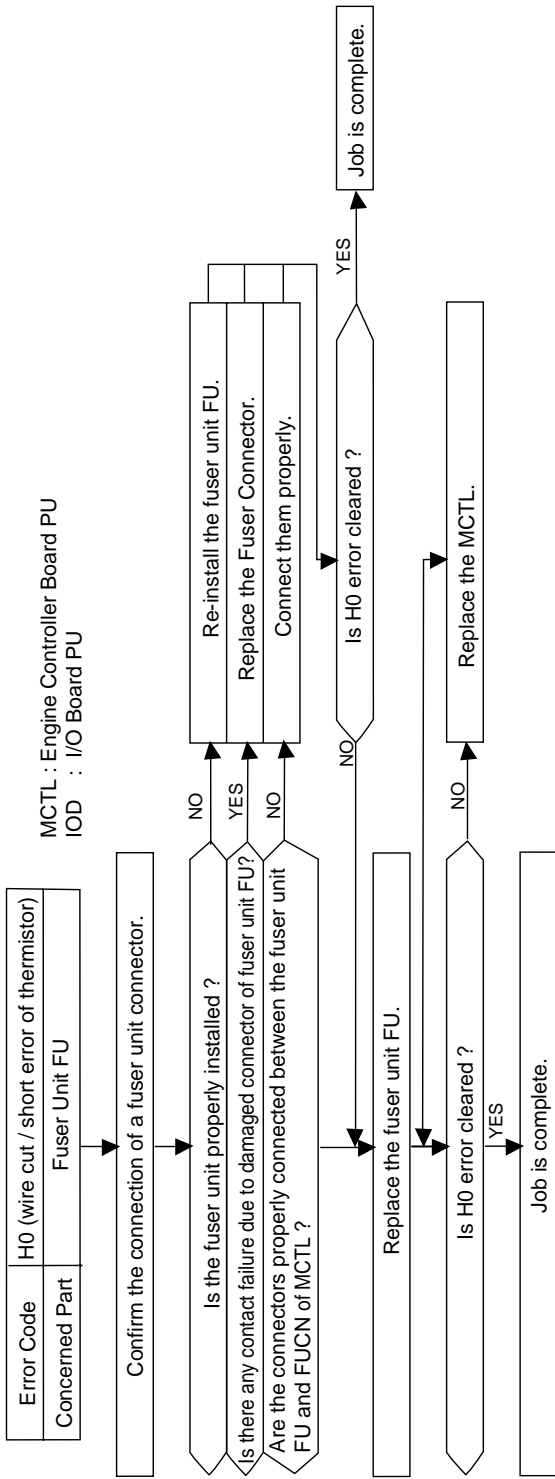 Error Code H0 (wire cut / short error of thermistor)
Concerned Part Fuser Unit FU
MCTL : Engine Controller Board PU
IOD : I/O Board PU
Confirm the connection of a fuser unit connector.
Is the fuser unit properly installed ?
NO
Re-install the fuser unit FU.
Is there any contact failure due to damaged connector of fuser unit FU?
YES
Replace the Fuser Connector.
Are the connectors properly connected between the fuser unit
FU and FUCN of MCTL ?
NO
Connect them properly.
Is H0 error cleared ?
YES
Job is complete.
NO
Replace the fuser unit FU.
Is H0 error cleared ?
NO
Replace the MCTL.
YES
Job is complete.